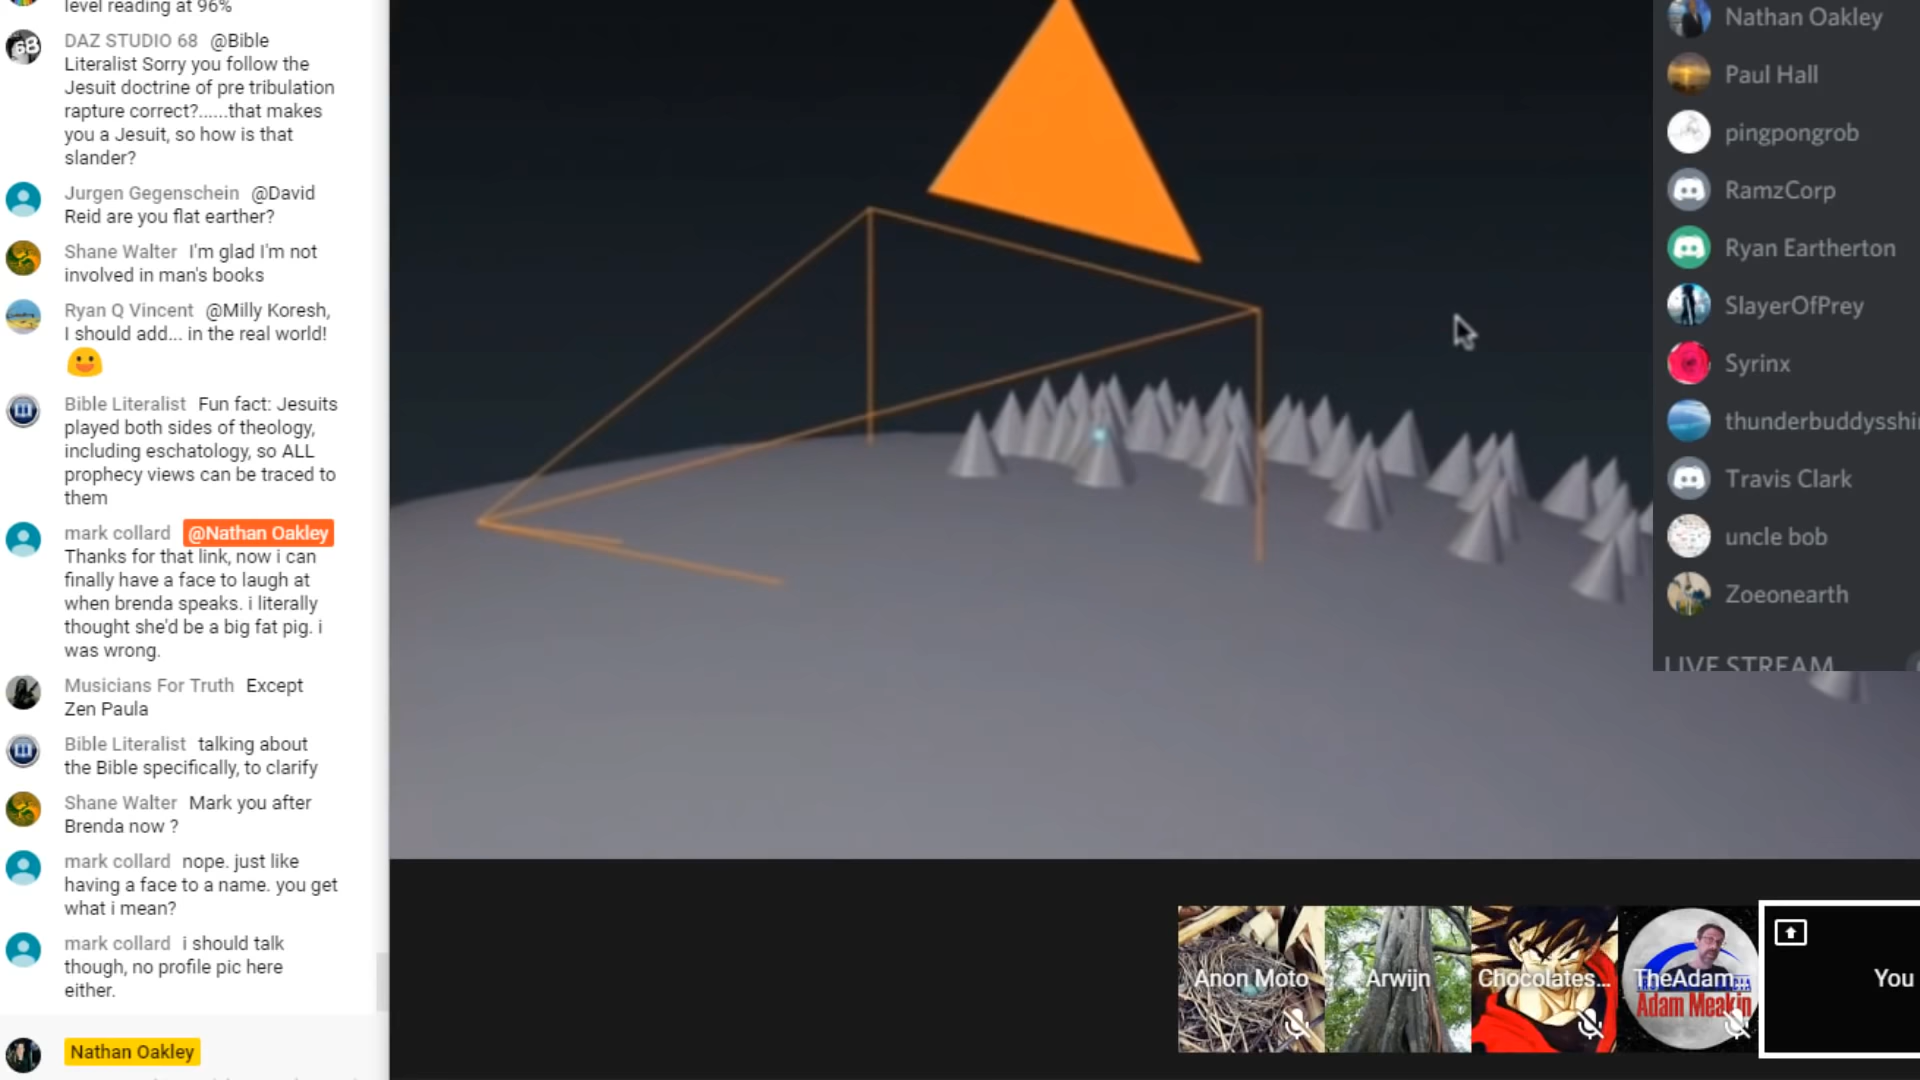 level reading at 96%
DAZ STUDIO 68 @Bible
Literalist Sorry you follow the
Jesuit doctrine of pre tribulation
rapture correct?......that makes
you a Jesuit, so how is that
slander?
Jurgen Gegenschein @David
Reid are you flat earther?
Shane Walter I'm glad I'm not
involved in man's books
Ryan Q Vincent @Milly Koresh,
I should add... in the real world!
Bible Literalist Fun fact: Jesuits
played both sides of theology,
including eschatology, so ALL
prophecy views can be traced to
them
mark collard @Nathan Oakley
Thanks for that link, now i can
finally have a face to laugh at
when brenda speaks. i literally
thought she'd be a big fat pig. i
was wrong.
Musicians For Truth Except
Zen Paula
Bible Literalist talking about
the Bible specifically, to clarify
Shane Walter Mark you after
Brenda now ?
mark collard nope. just like
having a face to a name. you get
what i mean?
mark collard i should talk
though, no profile pic here
either.
Nathan Oakley
Nathan Oakley
Paul Hall
pingpongrob
RamzCorp
Ryan Eartherton
SlayerOfPrey
Syrinx
thunderbuddysshi
Travis Clark
uncle bob
Zoeonearth
LIVE STREAM
68
Anon Moto
Arwijn
Chocolates...
TheAdam...
Adam Meakin
You